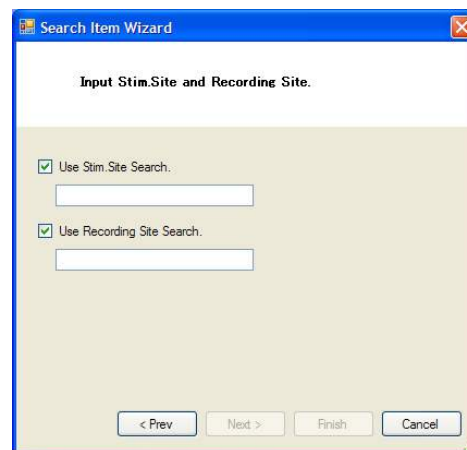 Search Item Wizard
Input Stim.Site and Recording Site.
Use Stim.Site Search.
Use Recording Site Search.
< Prev Next > Finish Cancel